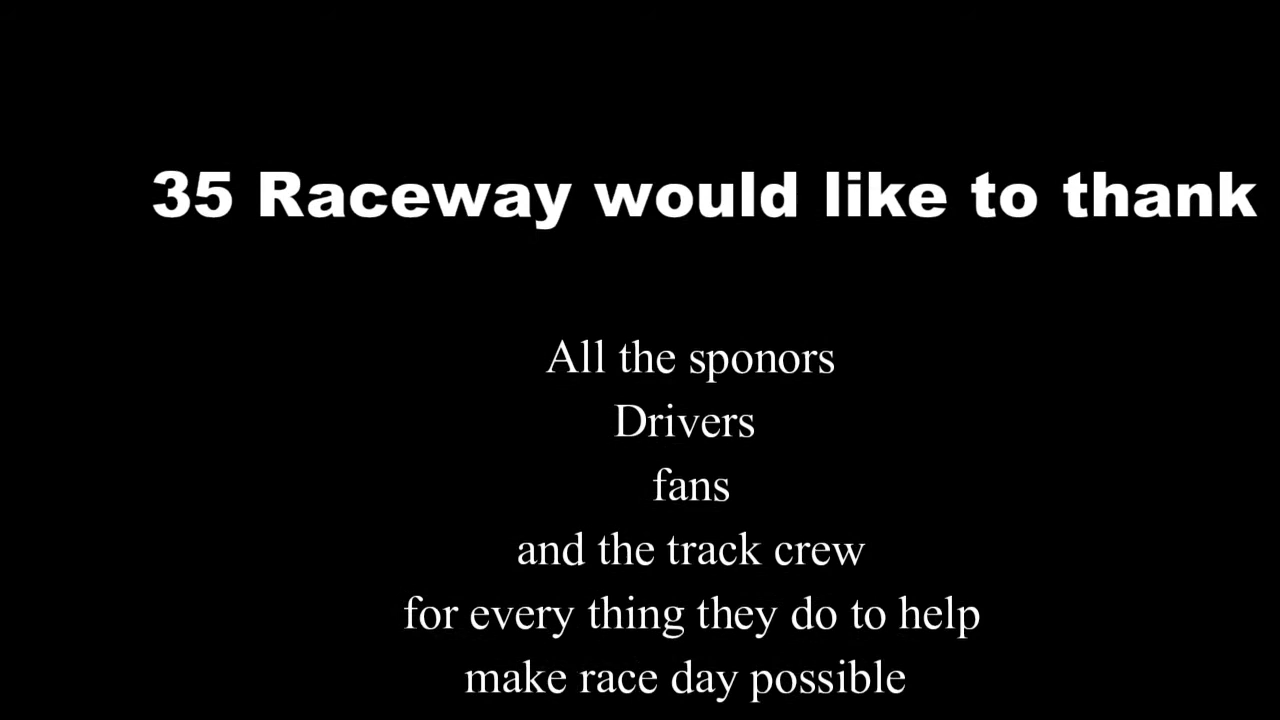 35 Raceway would like to thank
All the sponors
Drivers
fans
and the track crew
for every thing they do to help
make race day possible